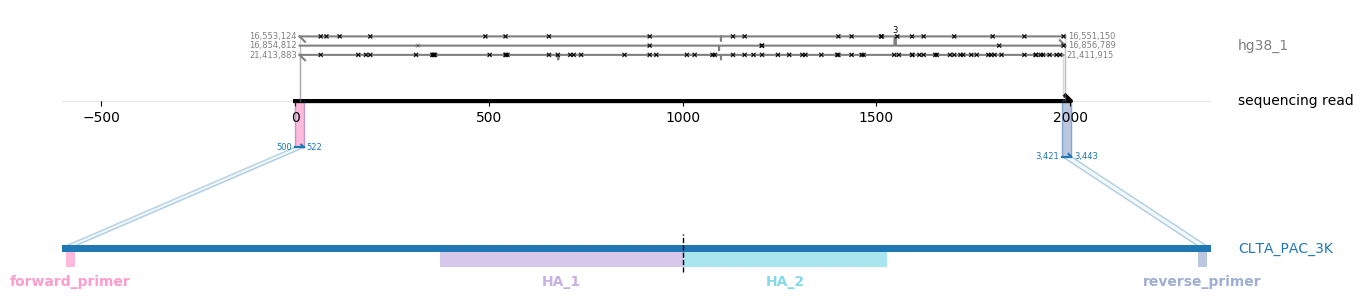 3
16,553,124 16,551,150
16,854,812 16,856,789 hg38_1
21,413,883 21,411,915
sequencing read
−500 0 500 1000 1500 2000
500 522 3,421 3,443
CLTA_PAC_3K
forward_primer HA_1 HA_2 reverse_primer